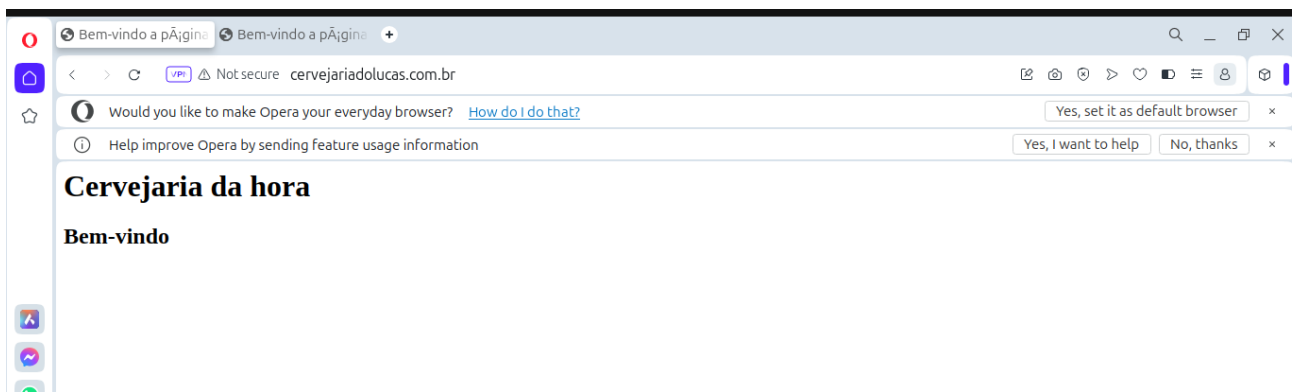 Bem-vindo a pÃ¡gina
Bem-vindo a pÃ¡gina
VPN
Not secure cervejariadolucas.com.br
Would you like to make Opera your everyday browser? How do I do that? Yes, set it as default browser
Help improve Opera by sending feature usage information Yes, I want to help No, thanks
Cervejaria da hora
Bem-vindo